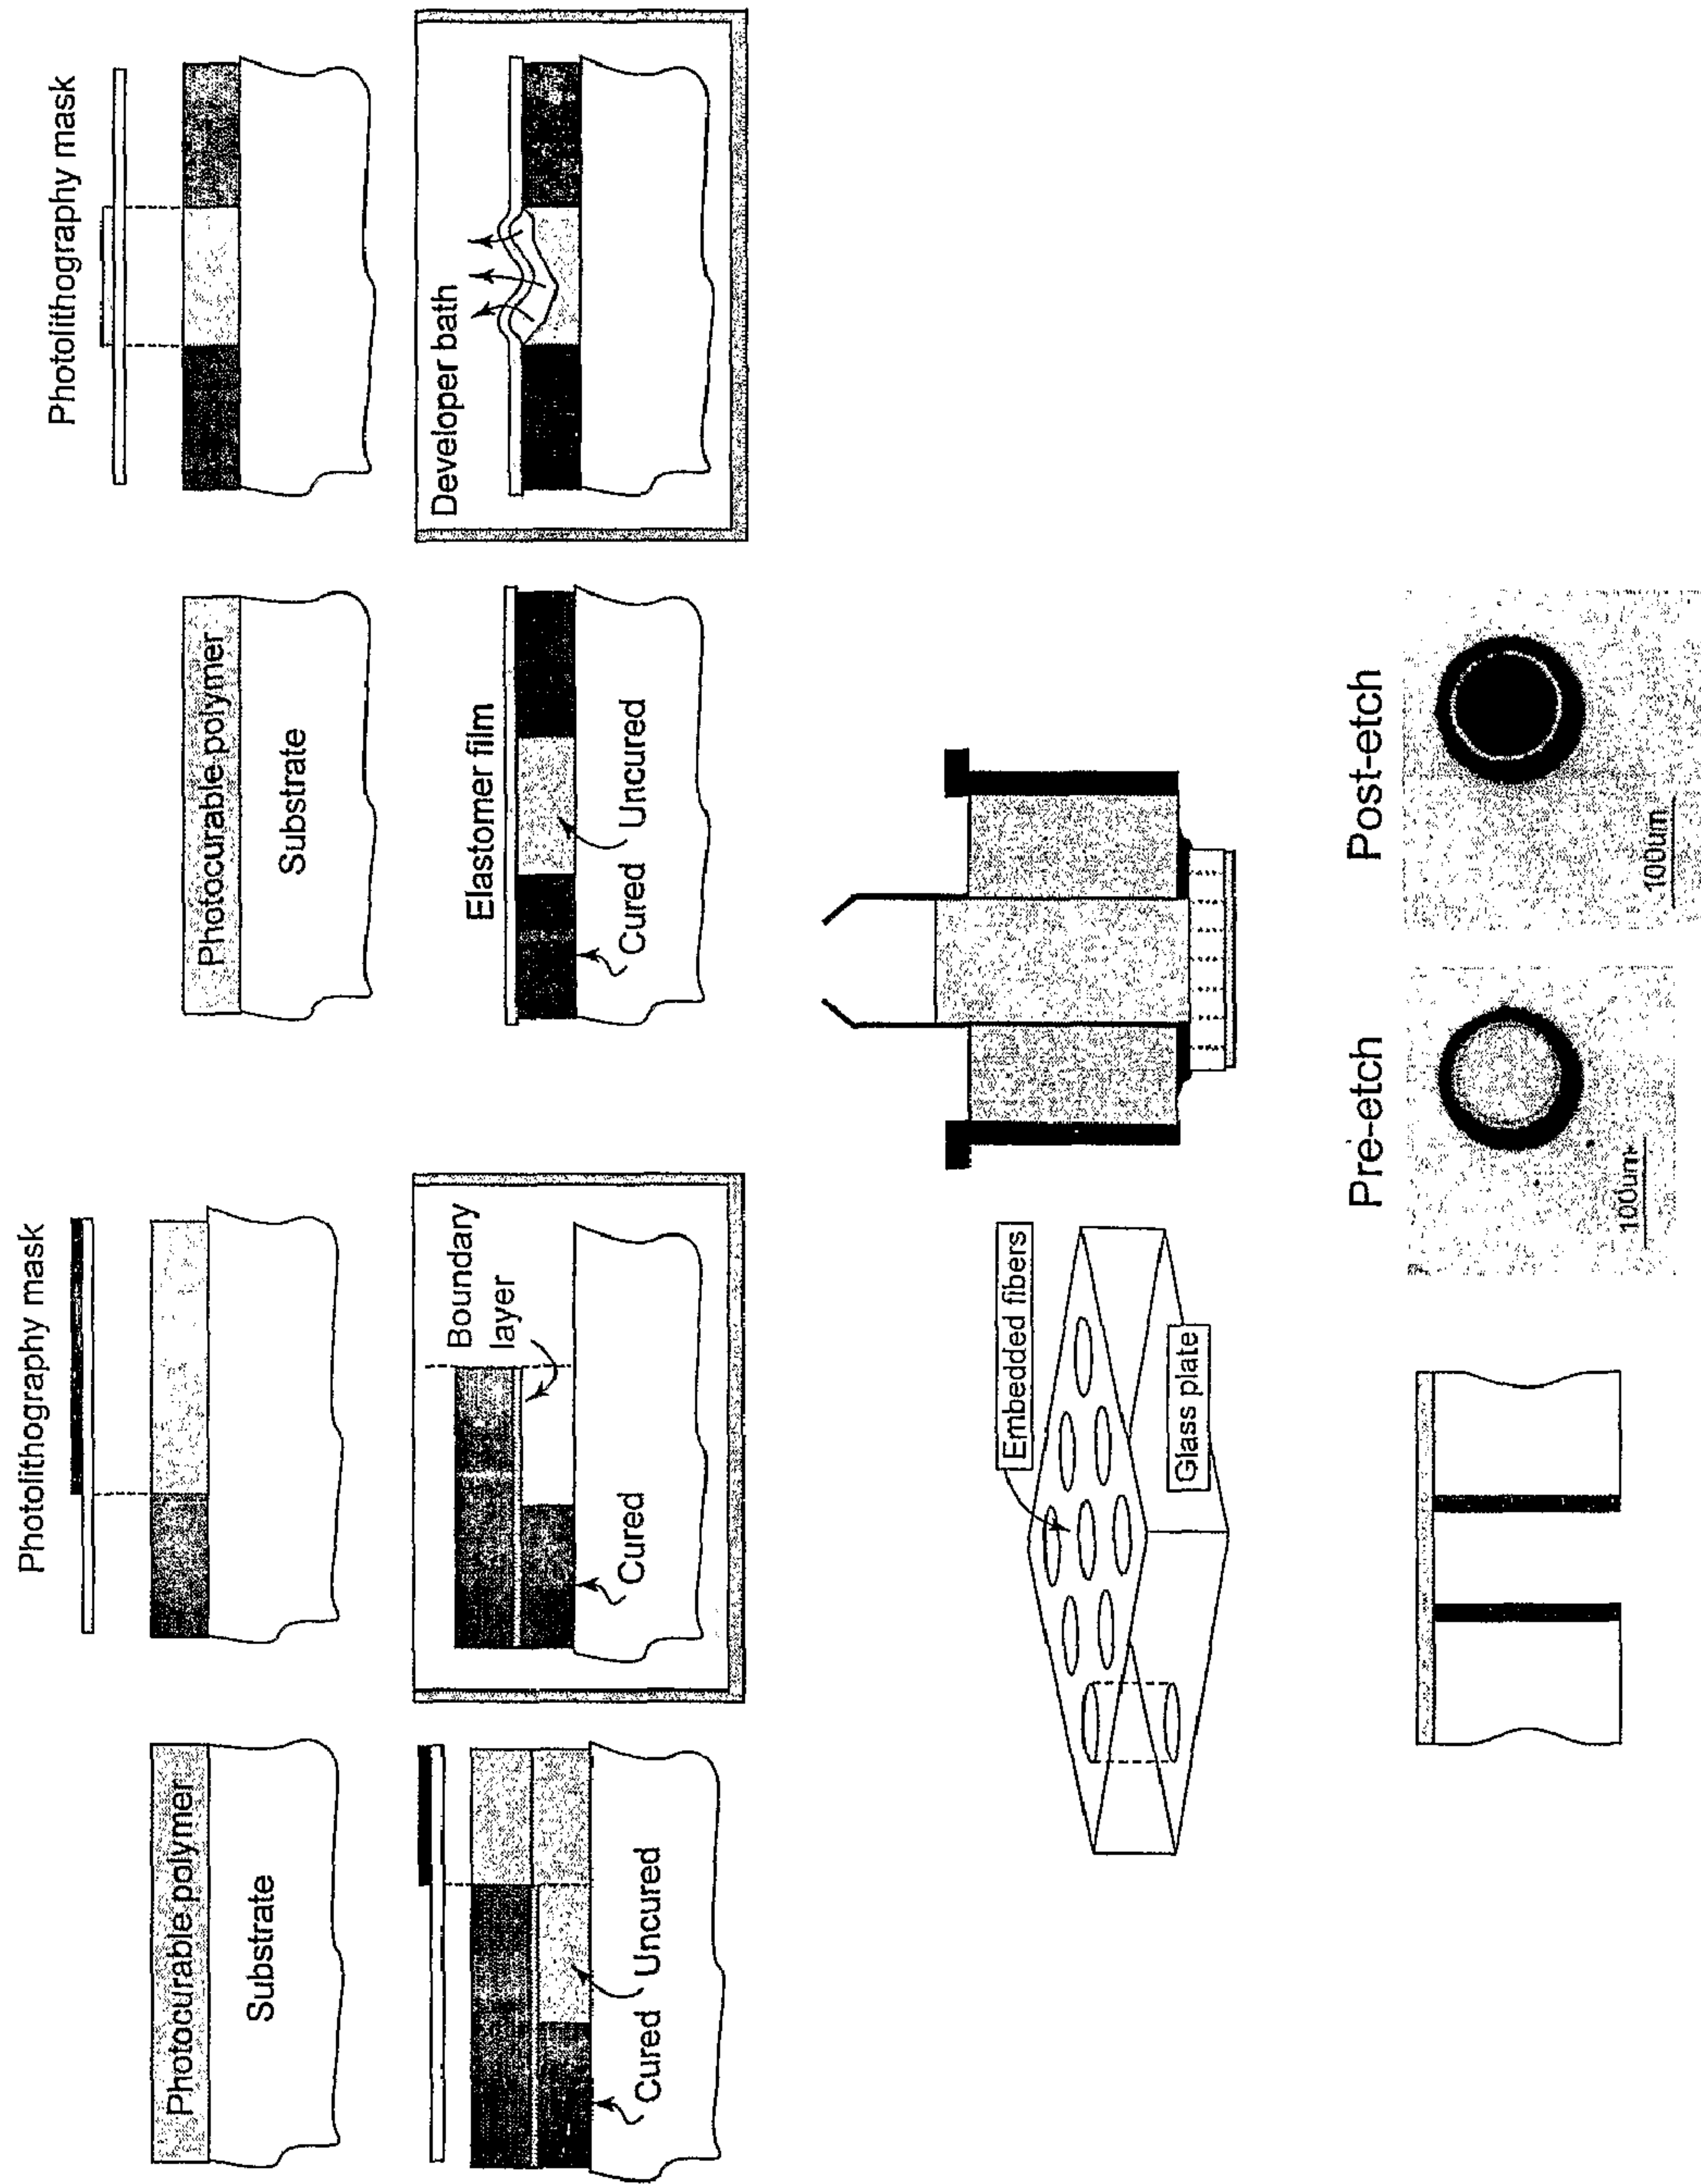 Photocurable polymer
Substrate
Photolithography mask
Cured
Uncured
Boundary
layer
Cured
Photocurable polymer
Substrate
Photolithography mask
Elastomer film
Cured
Uncured
Developer bath
Embedded fibers
Glass plate
Pre-etch
100um
Post-etch
100um